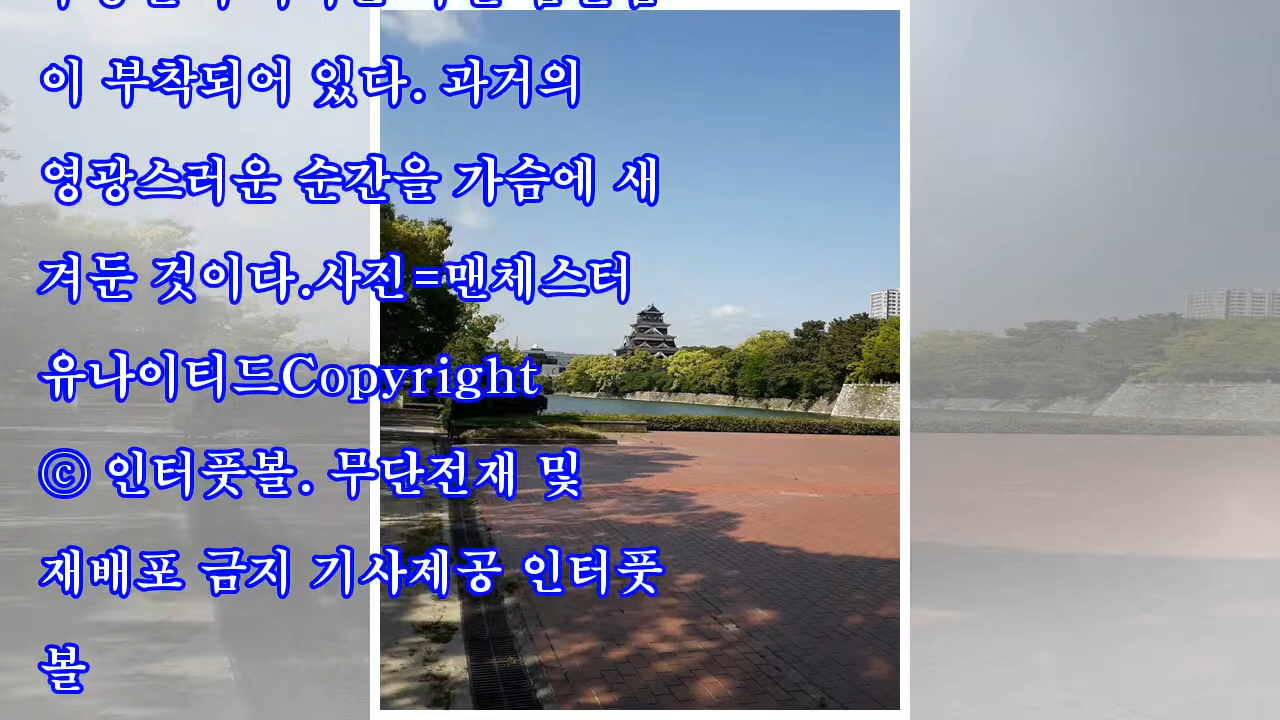 이 부착되어 있다. 과거의
영광스러운 순간을 가슴에 새
겨둔 것이다.사진=맨체스터
유나이티드Copyright
ⓒ 인터풋볼. 무단전재 및
재배포 금지 기사제공 인터풋
볼